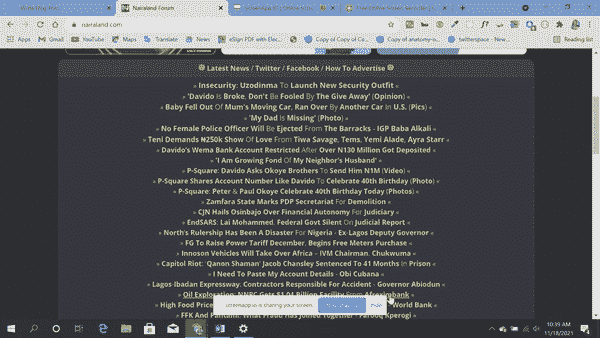 Nairaland Forum
nairaland.com
Gmail YouTube Maps Translate News Document eSign PDF with Elec... Copy of Copy of Copy of anatomy-o... twitterspace - New... Reading list
Latest News / Twitter / Facebook / How To Advertise
» Insecurity: Uzodinma To Launch New Security Outfit «
» 'Davido Is Broke, Don't Be Fooled By The Give Away' (Opinion) «
» Baby Fell Out Of Mum's Moving Car, Ran Over By Another Car In U.S. (Pics) «
» 'My Dad Is Missing' (Photo) «
» No Female Police Officer Will Be Ejected From The Barracks - IGP Baba Alkali «
» Teni Demands ₦250k Show Of Love From Tiwa Savage, Tems, Yemi Alade, Ayra Starr «
» Davido's Wema Bank Account Restricted After Over N130 Million Got Deposited «
» 'I Am Growing Fond Of My Neighbor's Husband' «
» P-Square: Davido Asks Okoye Brothers To Send Him N1M (Video) «
» P-Square Shares Account Number Like Davido To Celebrate 40th Birthday (Photo) «
» P-Square: Peter & Paul Okoye Celebrate 40th Birthday Today (Photos) «
» Zamfara State Marks PDP Secretariat For Demolition «
» CJN Hails Osinbajo Over Financial Autonomy For Judiciary «
» EndSARS: Lai Mohammed, Federal Govt Silent On Judicial Report «
» North's Rulership Has Been A Disaster For Nigeria - Ex-Lagos Deputy Governor «
» FG To Raise Power Tariff December, Begins Free Meters Purchase «
» Innoson Vehicles Will Take Over Africa - IVM Chairman, Chukwuma «
» Capitol Riot: 'Qanon Shaman' Jacob Chansley Sentenced To 41 Months In Prison «
» I Need To Paste My Account Details - Obi Cubana «
» Lagos Ibadan Expressway: Contractors Responsible For Accident - Governor Abiodun «
» Oil Exploration: NNPC Gets $1.04 Billion Facility From Afreximbank «
» High Food Price World Bank «
is sharing your screen.
» FFK And Pantami: What Fraud Has Joined Together - Farooq Kperogi «
10:39 AM
11/18/2021